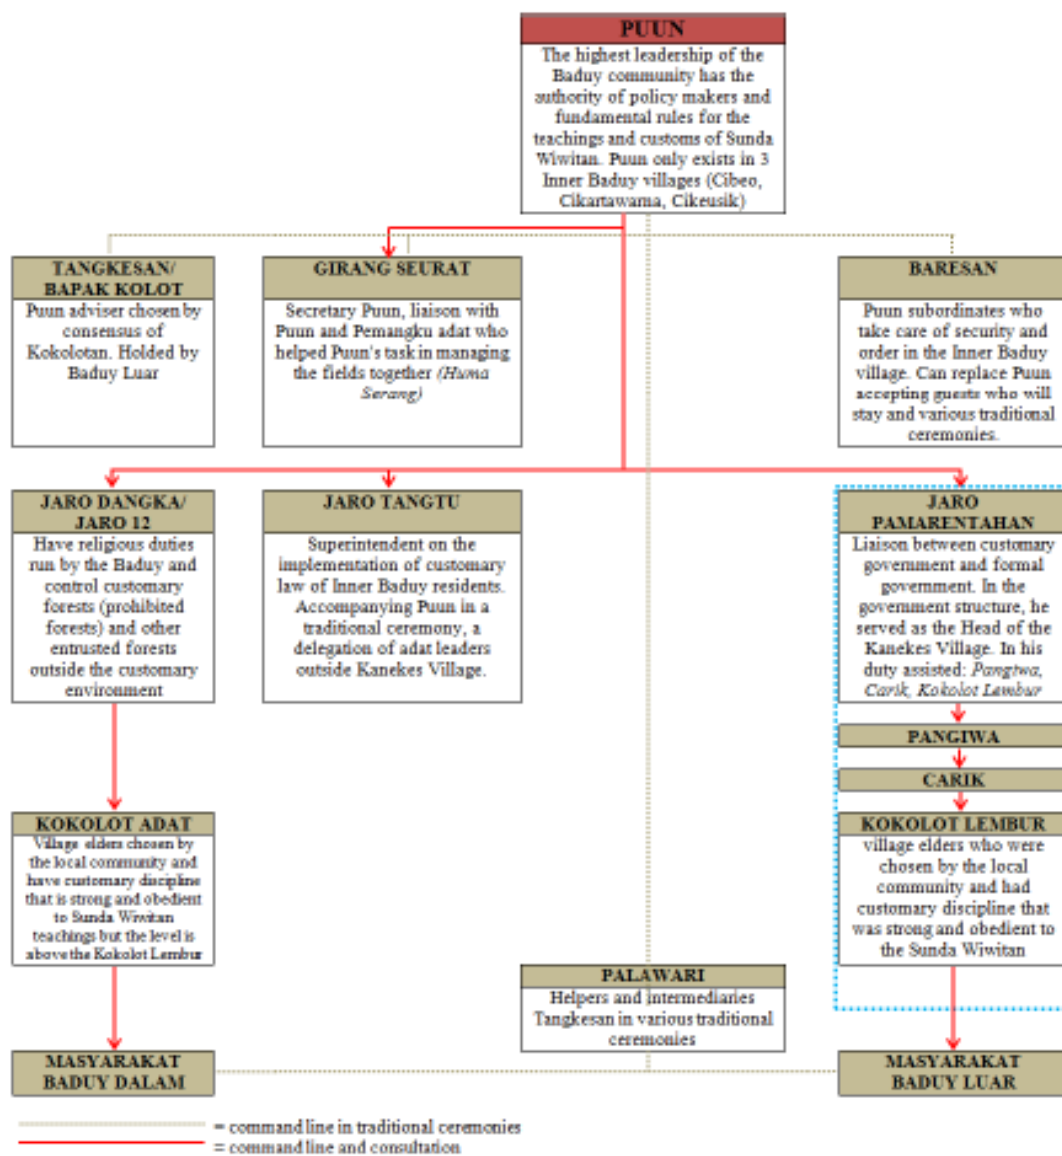 PUUN
The highest leadership of the
Baduy community has the
authority of policy makers and
fundamental rules for the
teachings and customs of Sunda
Wiwitan. Puun only exists in 3
Inner Baduy villages (Cibeo,
Cikartawarna, Cikeusik)
TANGKESAN/
BAPAK KOLOT
Puun adviser chosen by
consensus of
Kokolotan. Holded by
Baduy Luar
GIRANG SEURAT
Secretary Puun, liaison with
Puun and Pemangku adat who
helped Puun's task in managing
the fields together (Huma
Serang)
BARESAN
Puun subordinates who
take care of security and
order in the Inner Baduy
village. Can replace Puun
accepting guests who will
stay and various traditional
ceremonies.
JARO DANGKA/
JARO 12
Have religious duties
run by the Baduy and
control customary
forests (prohibited
forests) and other
entrusted forests
outside the customary
environment
JARO TANGTU
Superintendent on the
implementation of customary
law of Inner Baduy residents.
Accompanying Puun in a
traditional ceremony, a
delegation of adat leaders
outside Kanekes Village.
JARO
PAMARENTAHAN
Liaison between customary
government and formal
government. In the
government structure, he
served as the Head of the
Kanekes Village. In his
duty assisted: Pangiwa,
Carik, Kokolot Lembur
PANGIWA
CARIK
KOKOLOT ADAT
Village elders chosen by
the local community and
have customary discipline
that is strong and obedient
to Sunda Wiwitan
teachings but the level is
above the Kokolot Lembur
KOKOLOT LEMBUR
village elders who were
chosen by the local
community and had
customary discipline that
was strong and obedient to
the Sunda Wiwitan
PALAWARI
Helpers and intermediaries
Tangkesan in various traditional
ceremonies
MASYARAKAT
BADUY DALAM
MASYARAKAT
BADUY LUAR
= command line in traditional ceremonies
= command line and consultation